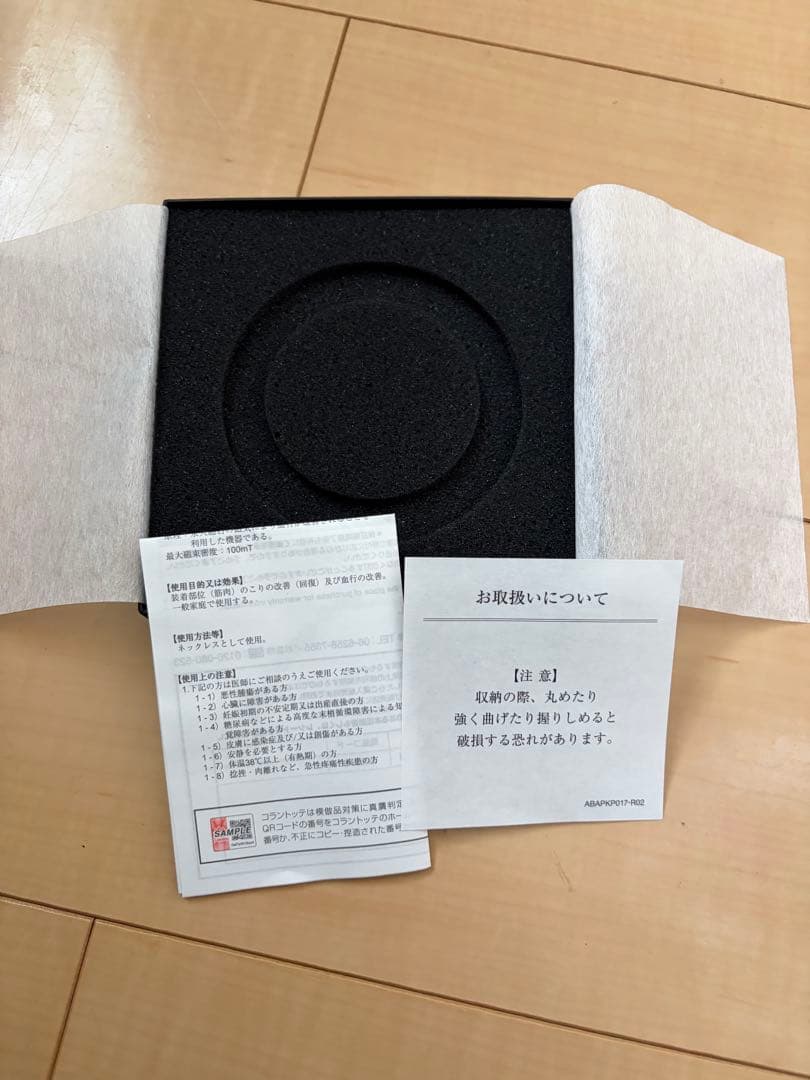 利用した機器である。
最大磁束密度：100mT
【使用目的又は効果】
装着部位（筋肉）のこりの改善（回復）及び血行の改善。
一般家庭で使用する。
【使用方法等】
ネックレスとして使用。
【使用上の注意】
1.下記の方は医師にご相談のうえご使用ください。
1-1）悪性腫瘍がある方
1-2）心臓に障害がある方
1-3）妊娠初期の不安定期又は出産直後の方
1-4）糖尿病などによる高度な末梢循環障害による知
覚障害がある方
1-5）皮膚に感染症及び/又は創傷がある方
1-6）安静を必要とする方
1-7）体温38℃以上（有熱期）の方
1-8）捻挫・肉離れなど、急性疼痛性疾患の方
SAMPLE
コラントッテは模倣品対策に真贋判定
QRコードの番号をコラントッテのホー
番号か、不正にコピー・捏造された番号
お取扱いについて
【注 意】
収納の際、丸めたり
強く曲げたり握りしめると
破損する恐れがあります。
ABAPKP017-R02